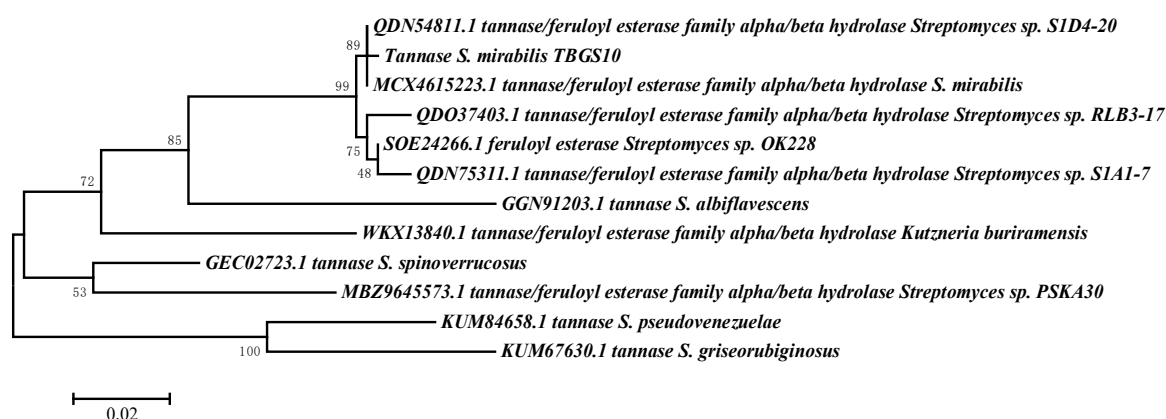 QDN54811.1 tannase/feruloyl esterase family alpha/beta hydrolase Streptomyces sp. S1D4-20
89
Tannase S. mirabilis TBGS10
99
MCX4615223.1 tannase/feruloyl esterase family alpha/beta hydrolase S. mirabilis
QDO37403.1 tannase/feruloyl esterase family alpha/beta hydrolase Streptomyces sp. RLB3-17
85
SOE24266.1 feruloyl esterase Streptomyces sp. OK228
75
48
QDN75311.1 tannase/feruloyl esterase family alpha/beta hydrolase Streptomyces sp. S1A1-7
72
GGN91203.1 tannase S. albiflavescens
WKX13840.1 tannase/feruloyl esterase family alpha/beta hydrolase Kutzneria buriramensis
GEC02723.1 tannase S. spinoverrucosus
53
MBZ9645573.1 tannase/feruloyl esterase family alpha/beta hydrolase Streptomyces sp. PSKA30
KUM84658.1 tannase S. pseudovenezuelae
100
KUM67630.1 tannase S. griseorubiginosus
0.02